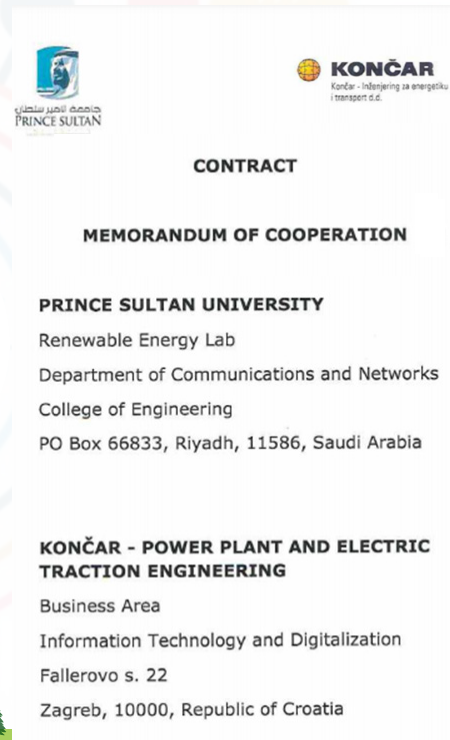 جامعة الأمير سلطان
PRINCE SULTAN
KONČAR
Končar - Inženjering za energetiku
i transport d.d.
CONTRACT
MEMORANDUM OF COOPERATION
PRINCE SULTAN UNIVERSITY
Renewable Energy Lab
Department of Communications and Networks
College of Engineering
PO Box 66833, Riyadh, 11586, Saudi Arabia
KONČAR - POWER PLANT AND ELECTRIC
TRACTION ENGINEERING
Business Area
Information Technology and Digitalization
Fallerovo s. 22
Zagreb, 10000, Republic of Croatia